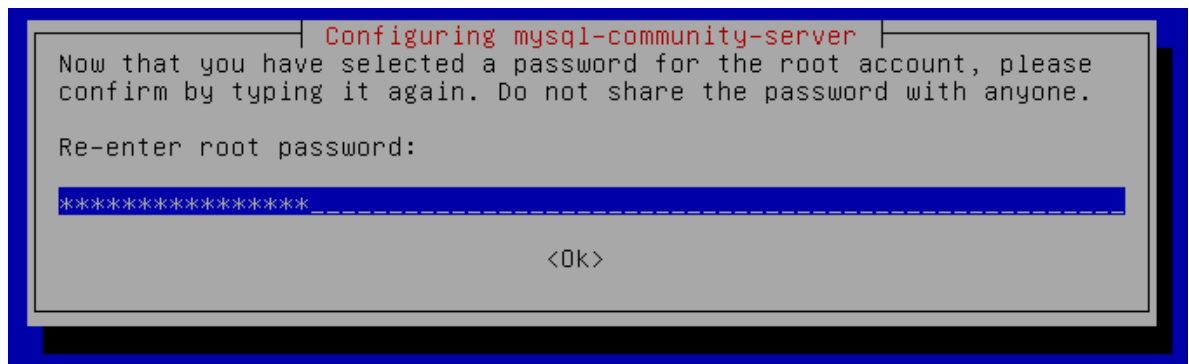 Configuring mysql-community-server
Now that you have selected a password for the root account, please
confirm by typing it again. Do not share the password with anyone.
Re-enter root password:
****************_____________________________________________________
<Ok>